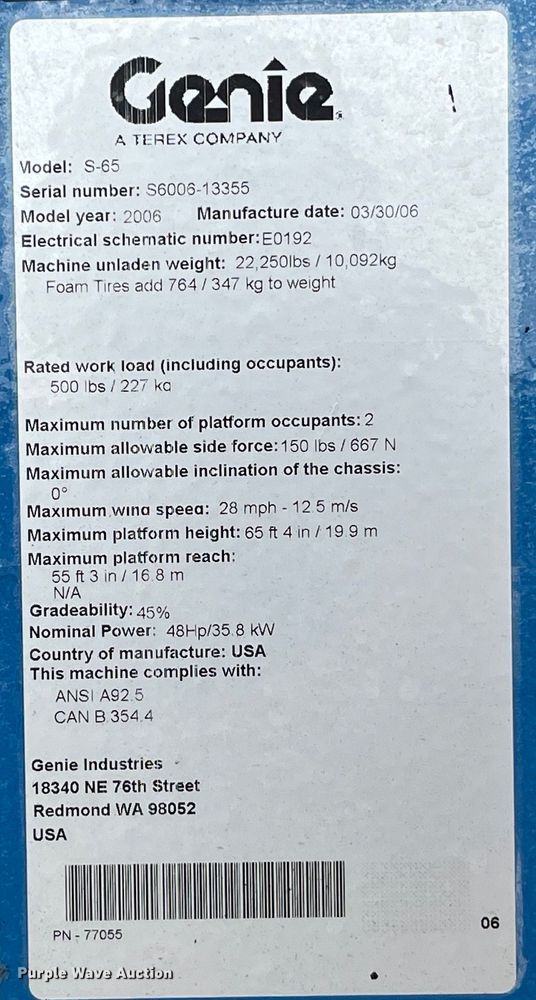 Genie
A TEREX COMPANY
Model: S-65
Serial number: S6006-13355
Model year: 2006 Manufacture date: 03/30/06
Electrical schematic number: E0192
Machine unladen weight: 22,250lbs / 10,092kg
Foam Tires add 764 / 347 kg to weight
Rated work load (including occupants):
500 lbs / 227 kg
Maximum number of platform occupants: 2
Maximum allowable side force: 150 lbs / 667 N
Maximum allowable inclination of the chassis:
0°
Maximum wind speed: 28 mph - 12.5 m/s
Maximum platform height: 65 ft 4 in / 19.9 m
Maximum platform reach:
55 ft 3 in / 16.8 m
N/A
Gradeability: 45%
Nominal Power: 48Hp/35.8 kW
Country of manufacture: USA
This machine complies with:
ANSI A92.5
CAN B.354.4
Genie Industries
18340 NE 76th Street
Redmond WA 98052
USA
PN - 77055
06
Purple Wave Auction